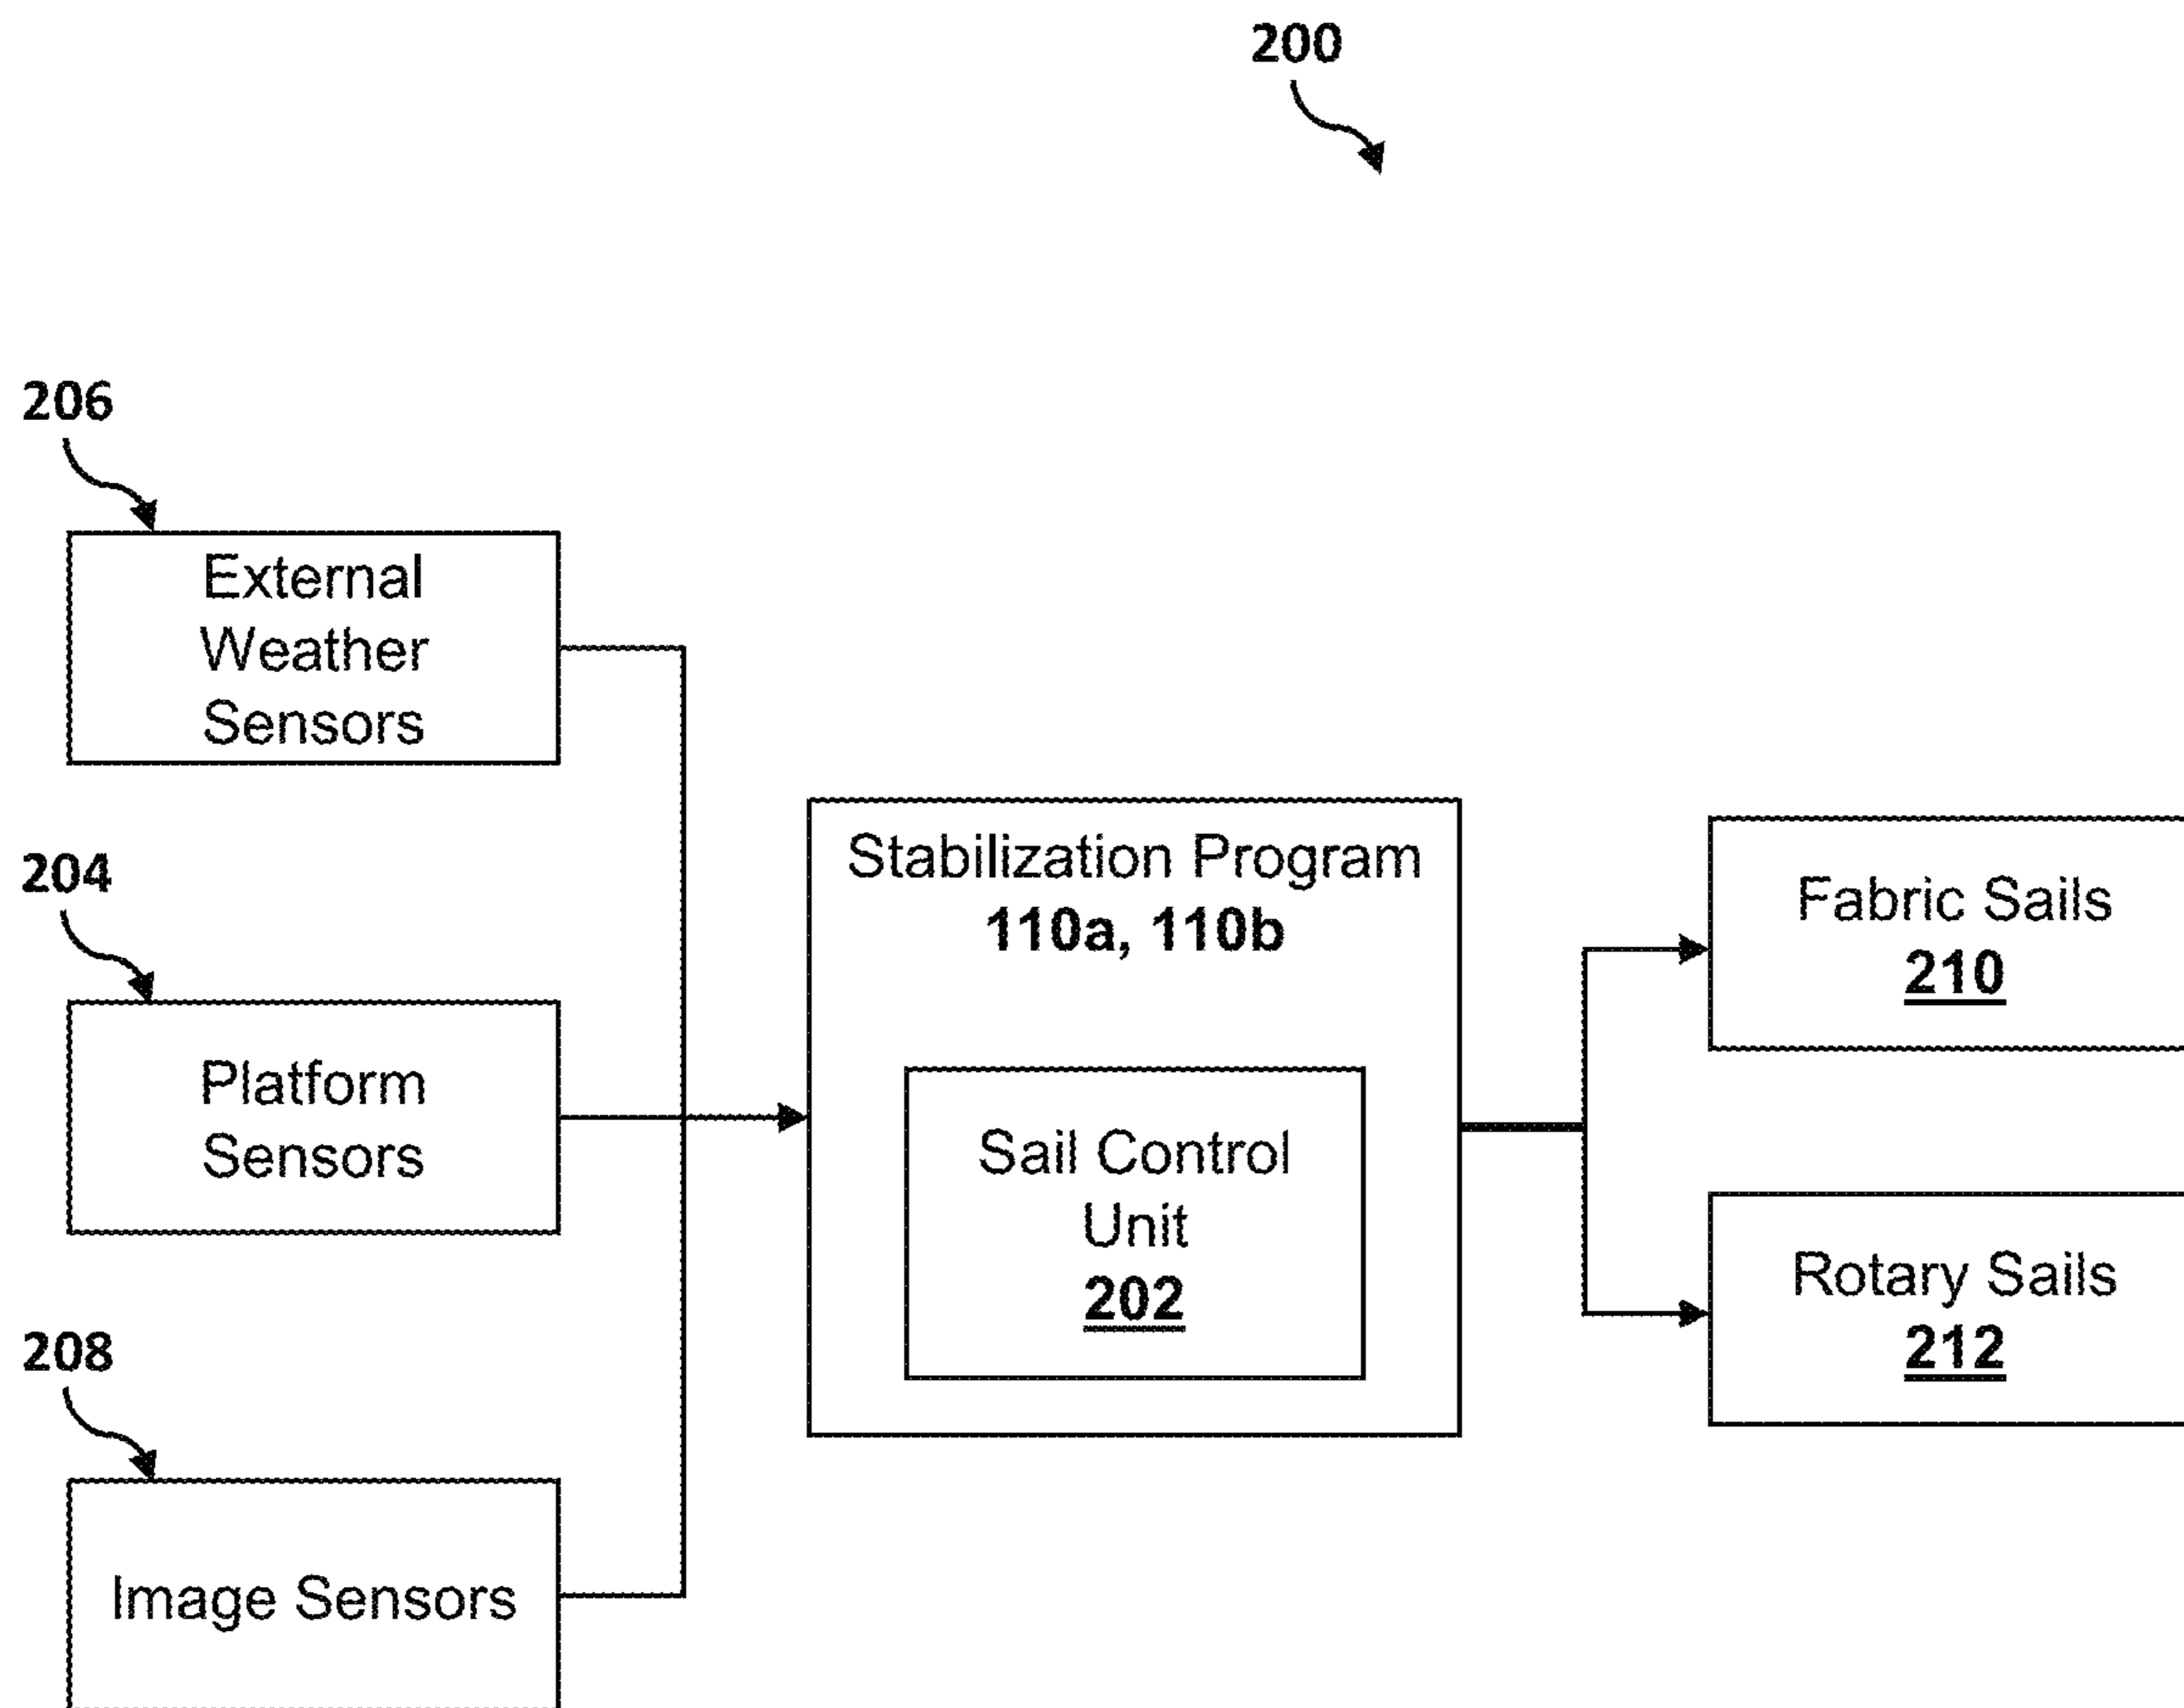 200
206
External
Weather
Sensors
204
Platform
Sensors
208
Image Sensors
Stabilization Program
110a, 110b
Sail Control
Unit
202
Fabric Sails
210
Rotary Sails
212